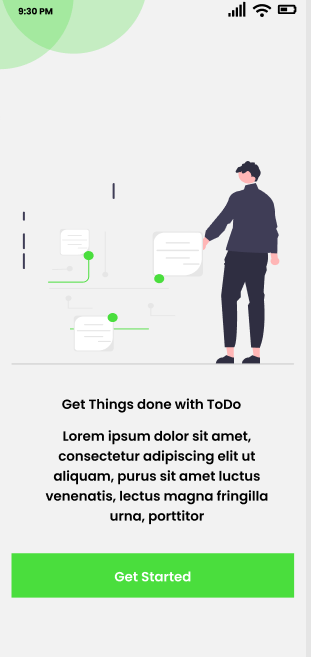 9:30 PM
Get Things done with ToDo
Lorem ipsum dolor sit amet,
consectetur adipiscing elit ut
aliquam, purus sit amet luctus
venenatis, lectus magna fringilla
urna, porttitor
Get Started